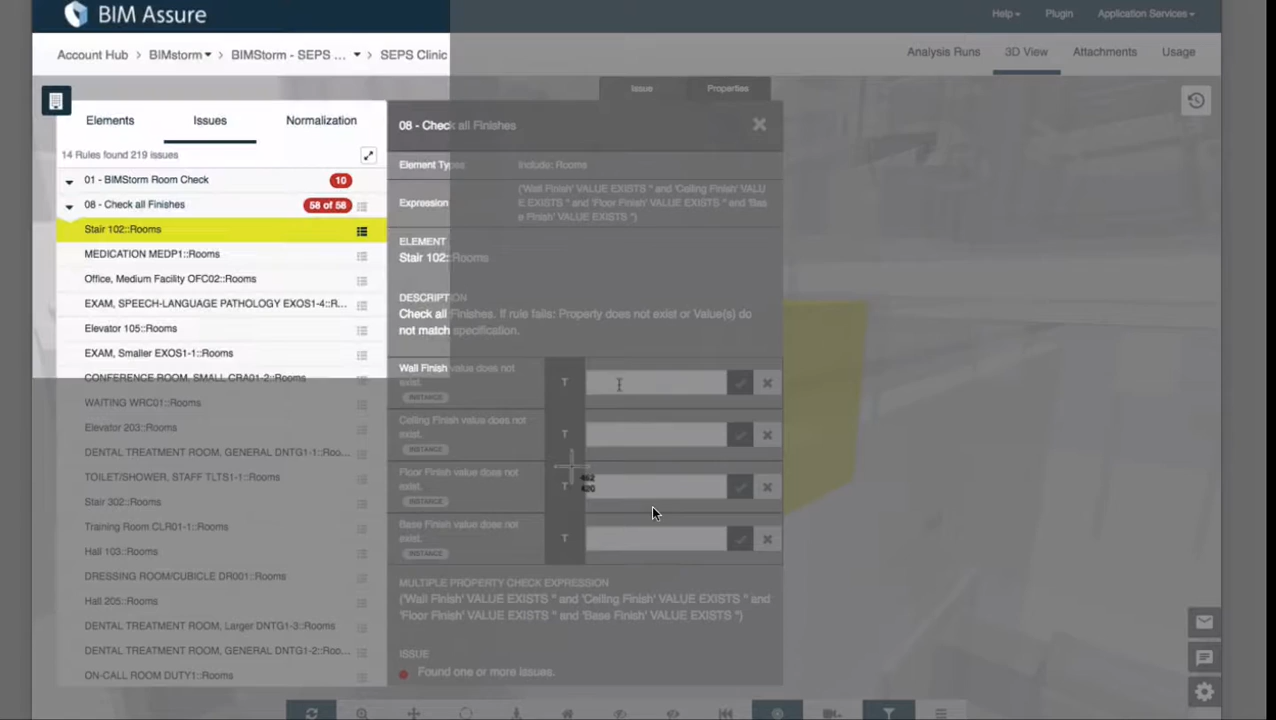 BIM Assure
Help
Plugin
Application Services
Account Hub > BIMstorm > BIMStorm - SEPS ... > SEPS Clinic
Analysis Runs
3D View
Attachments
Usage
Issue
Properties
Elements
Issues
Normalization
14 Rules found 219 issues
01 - BIMStorm Room Check
10
08 - Check all Finishes
58 of 58
Stair 102::Rooms
MEDICATION MEDP1::Rooms
Office, Medium Facility OFC02::Rooms
EXAM, SPEECH-LANGUAGE PATHOLOGY EXOS1-4::R...
Elevator 105::Rooms
EXAM, Smaller EXOS1-1::Rooms
CONFERENCE ROOM, SMALL CRA01-2::Rooms
WAITING WRC01::Rooms
Elevator 203::Rooms
DENTAL TREATMENT ROOM, GENERAL DNTG1-1::Roo...
TOILET/SHOWER, STAFF TLTS1-1::Rooms
Stair 302::Rooms
Training Room CLR01-1::Rooms
Hall 103::Rooms
DRESSING ROOM/CUBICLE DR001::Rooms
Hall 205::Rooms
DENTAL TREATMENT ROOM, Larger DNTG1-3::Rooms
DENTAL TREATMENT ROOM, GENERAL DNTG1-2::Roo...
ON-CALL ROOM DUTY1::Rooms
08 - Check all Finishes
Element Types
Include: Rooms
Expression
('Wall Finish' VALUE EXISTS '' and 'Ceiling Finish' VALU
E EXISTS '' and 'Floor Finish' VALUE EXISTS '' and 'Bas
e Finish' VALUE EXISTS '')
ELEMENT
Stair 102::Rooms
DESCRIPTION
Check all Finishes. If rule fails: Property does not exist or Value(s) do
not match specification.
Wall Finish value does not
exist.
INSTANCE
T
Ceiling Finish value does not
exist.
INSTANCE
T
Floor Finish value does not
exist.
INSTANCE
T
Base Finish value does not
exist.
INSTANCE
T
MULTIPLE PROPERTY CHECK EXPRESSION
('Wall Finish' VALUE EXISTS '' and 'Ceiling Finish' VALUE EXISTS '' and
'Floor Finish' VALUE EXISTS '' and 'Base Finish' VALUE EXISTS '')
ISSUE
Found one or more issues.